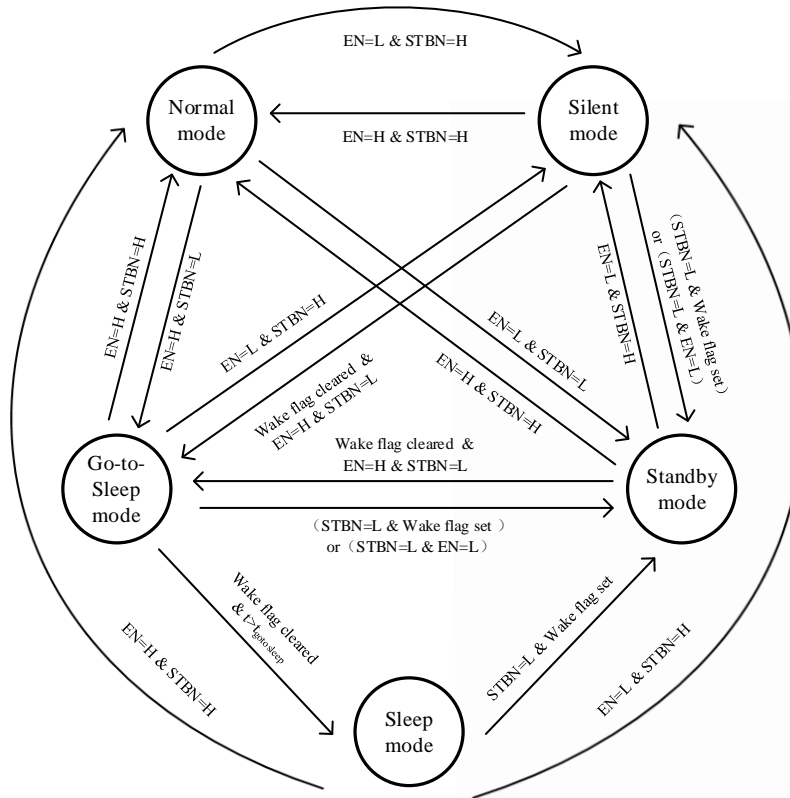 EN=L & STBN=H
Normal
mode
Silent
mode
EN=H & STBN=H
EN=H & STBN=H
EN=H & STBN=L
EN=L & STBN=H
Wake flag cleared &
EN=H & STBN=L
EN=L & STBN=L
EN=H & STBN=H
EN=L & STBN=H
（STBN=L & Wake flag set）
or（STBN=L & EN=L）
Go-to-
Sleep
mode
Wake flag cleared &
EN=H & STBN=L
Standby
mode
（STBN=L & Wake flag set ）
or（STBN=L & EN=L）
Wake flag cleared
& t>tgoto sleep
STBN=L & Wake flag set
EN=H & STBN=H
EN=L & STBN=H
Sleep
mode